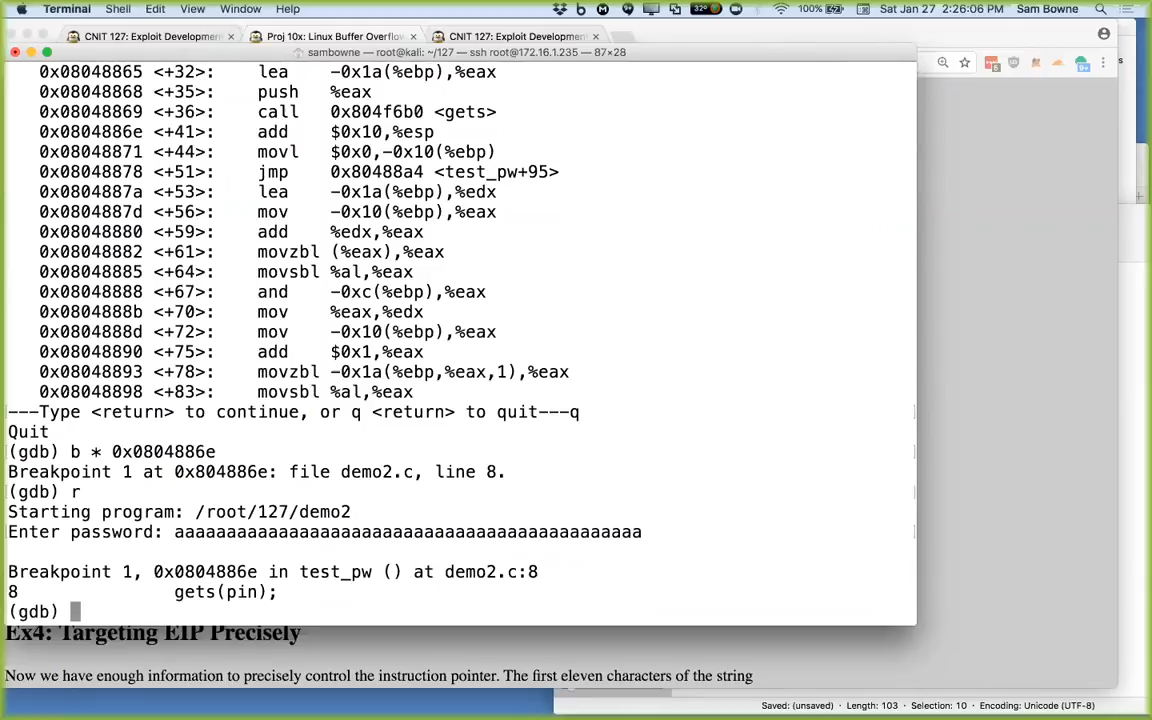 Terminal Shell Edit View Window Help 32° 100% Sat Jan 27 2:26:06 PM Sam Bowne
CNIT 127: Exploit Developmen × Proj 10x: Linux Buffer Overflow × CNIT 127: Exploit Developmen ×
sambowne — root@kali: ~/127 — ssh root@172.16.1.235 — 87×28
0x08048865 <+32>: lea -0x1a(%ebp),%eax
0x08048868 <+35>: push %eax
0x08048869 <+36>: call 0x804f6b0 <gets>
0x0804886e <+41>: add $0x10,%esp
0x08048871 <+44>: movl $0x0,-0x10(%ebp)
0x08048878 <+51>: jmp 0x80488a4 <test_pw+95>
0x0804887a <+53>: lea -0x1a(%ebp),%edx
0x0804887d <+56>: mov -0x10(%ebp),%eax
0x08048880 <+59>: add %edx,%eax
0x08048882 <+61>: movzbl (%eax),%eax
0x08048885 <+64>: movsbl %al,%eax
0x08048888 <+67>: and -0xc(%ebp),%eax
0x0804888b <+70>: mov %eax,%edx
0x0804888d <+72>: mov -0x10(%ebp),%eax
0x08048890 <+75>: add $0x1,%eax
0x08048893 <+78>: movzbl -0x1a(%ebp,%eax,1),%eax
0x08048898 <+83>: movsbl %al,%eax
---Type <return> to continue, or q <return> to quit---q
Quit
(gdb) b * 0x0804886e
Breakpoint 1 at 0x804886e: file demo2.c, line 8.
(gdb) r
Starting program: /root/127/demo2
Enter password: aaaaaaaaaaaaaaaaaaaaaaaaaaaaaaaaaaaaaaaaaaaaa
Breakpoint 1, 0x0804886e in test_pw () at demo2.c:8
8 gets(pin);
(gdb)
Ex4: Targeting EIP Precisely
Now we have enough information to precisely control the instruction pointer. The first eleven characters of the string
Saved: (unsaved) · Length: 103 · Selection: 10 · Encoding: Unicode (UTF-8)